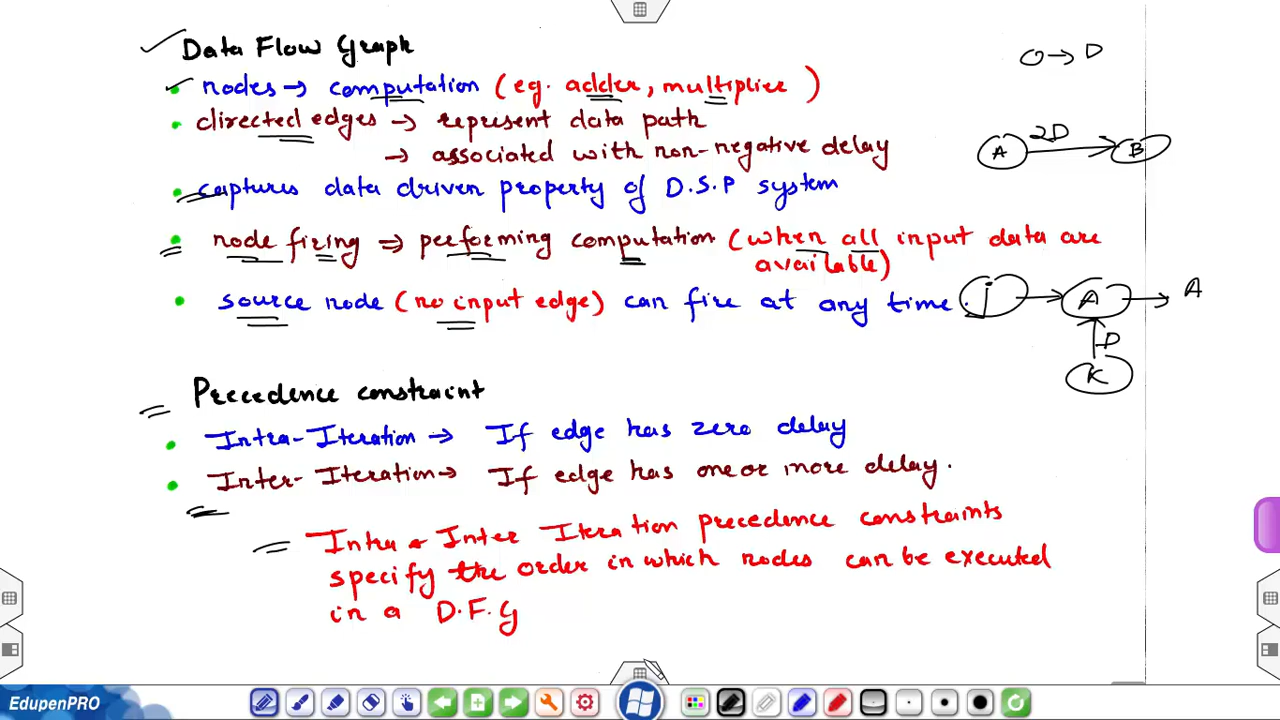 Data Flow Graph
O → D
nodes → computation (eg. adder, multiplier )
directed edges → represent data path
→ associated with non-negative delay
A 2D B
captures data driven property of D.S.P system
node firing ⇒ performing computation (when all input data are
available)
source node (no input edge) can fire at any time.
j A A
D
K
Precedence constraint
Intra-Iteration → If edge has zero delay
Inter-Iteration → If edge has one or more delay.
Intra & Inter Iteration precedence constraints
specify the order in which nodes can be executed
in a D.F.G
EdupenPRO